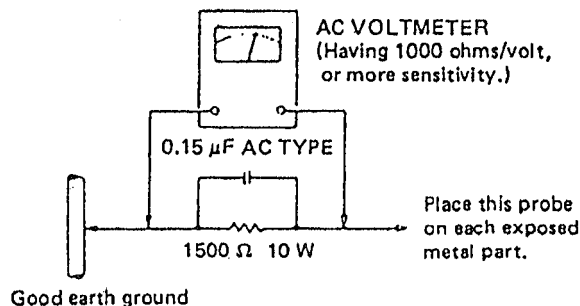 AC VOLTMETER
(Having 1000 ohms/volt,
or more sensitivity.)
0.15 µF AC TYPE
1500 Ω 10 W
Place this probe
on each exposed
metal part.
Good earth ground